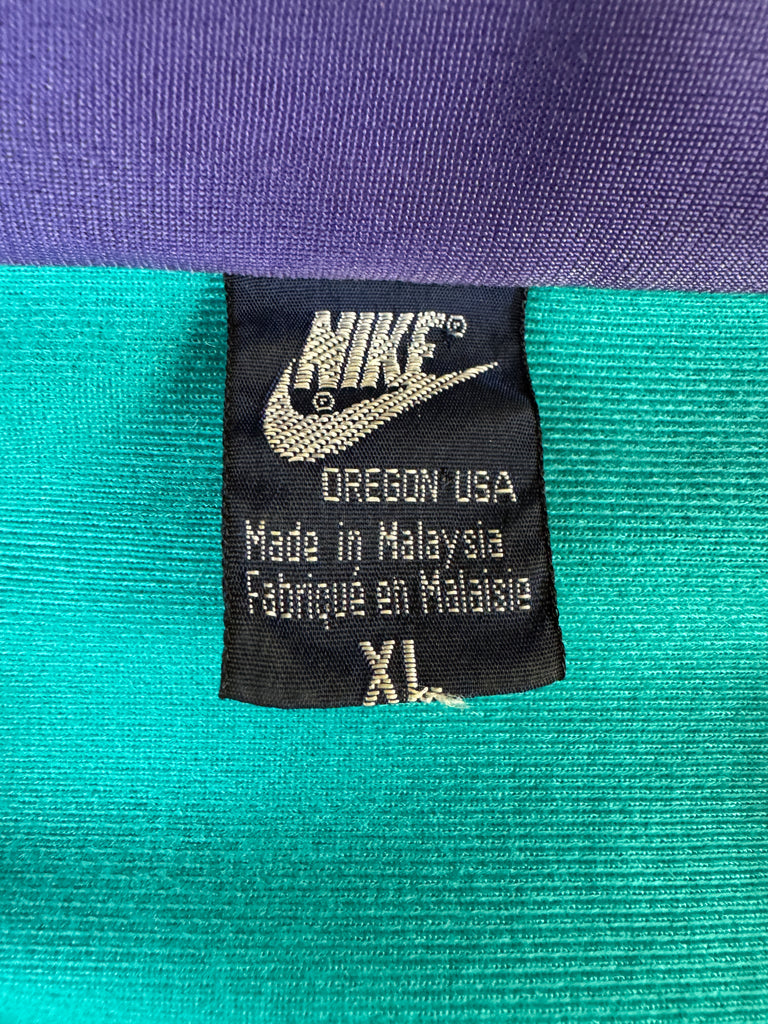 NIKE®
®
OREGON USA
Made in Malaysia
Fabriqué en Malaisie
XL